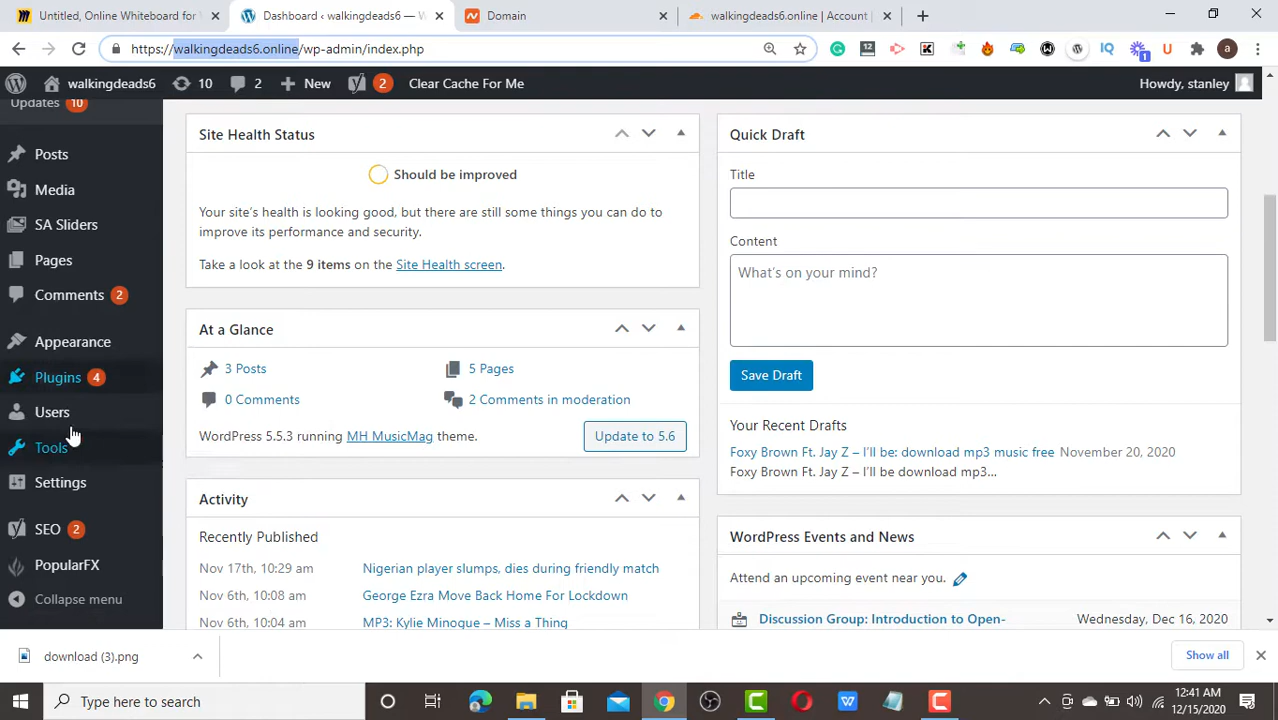 Untitled, Online Whiteboard for
Dashboard ‹ walkingdeads6 — W
Domain
walkingdeads6.online | Account |
https://walkingdeads6.online/wp-admin/index.php
walkingdeads6
10
2
New
2
Clear Cache For Me
Howdy, stanley
Updates 10
Posts
Media
SA Sliders
Pages
Comments 2
Appearance
Plugins 4
Users
Tools
Settings
SEO 2
PopularFX
Collapse menu
Site Health Status
Should be improved
Your site's health is looking good, but there are still some things you can do to
improve its performance and security.
Take a look at the 9 items on the Site Health screen.
At a Glance
3 Posts
5 Pages
0 Comments
2 Comments in moderation
WordPress 5.5.3 running MH MusicMag theme.
Update to 5.6
Activity
Recently Published
Nov 17th, 10:29 am
Nigerian player slumps, dies during friendly match
Nov 6th, 10:08 am
George Ezra Move Back Home For Lockdown
Nov 6th, 10:04 am
MP3: Kylie Minogue – Miss a Thing
Quick Draft
Title
Content
What's on your mind?
Save Draft
Your Recent Drafts
Foxy Brown Ft. Jay Z – I'll be: download mp3 music free November 20, 2020
Foxy Brown Ft. Jay Z – I'll be download mp3...
WordPress Events and News
Attend an upcoming event near you.
Discussion Group: Introduction to Open-
Wednesday, Dec 16, 2020
download (3).png
Show all
Type here to search
12:41 AM
12/15/2020